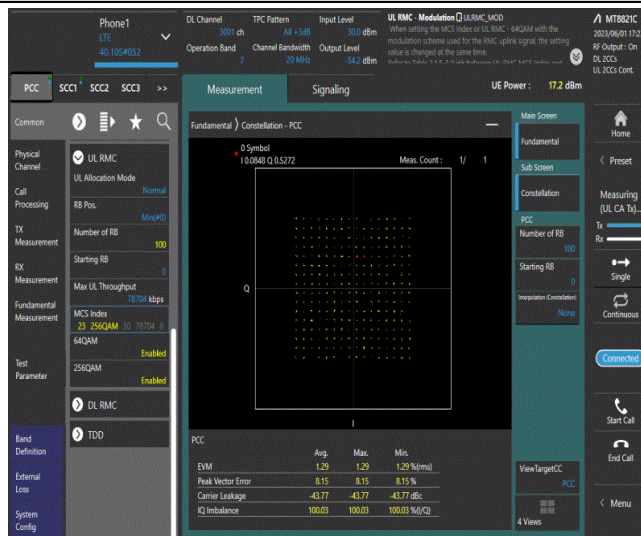 Phone1
LTE
40.105#052
DL Channel
3001 ch
TPC Pattern
All +3dB
Input Level
30.0 dBm
Operation Band
7
Channel Bandwidth
20 MHz
Output Level
-54.2 dBm
UL RMC - Modulation ULRMC_MOD
When setting the MCS index or UL RMC - 64QAM with the
modulation scheme used for the RMC uplink signal, the setting
value is changed at the same time.
MT8821C
2023/06/01 17:2
RF Output : On
DL 2CCs
UL 2CCs Cont.
PCC
SCC1
SCC2
SCC3
>>
Measurement
Signaling
UE Power : 17.2 dBm
Common
Physical
Channel
Call
Processing
TX
Measurement
RX
Measurement
Fundamental
Measurement
Test
Parameter
Band
Definition
External
Loss
System
Config
UL RMC
UL Allocation Mode
Normal
RB Pos.
Min(#0)
Number of RB
100
Starting RB
0
Max UL Throughput
78704 kbps
MCS Index
23 256QAM 30 78704 8
64QAM
Enabled
256QAM
Enabled
DL RMC
TDD
Fundamental
Constellation - PCC
0 Symbol
I 0.0848 Q 0.5272
Meas. Count : 1/ 1
Q
I
PCC
Avg. Max. Min.
EVM 1.29 1.29 1.29 %(rms)
Peak Vector Error 8.15 8.15 8.15 %
Carrier Leakage -43.77 -43.77 -43.77 dBc
IQ Imbalance 100.03 100.03 100.03 %(I/Q)
Main Screen
Fundamental
Sub Screen
Constellation
PCC
Number of RB
100
Starting RB
0
Interpolation (Constellation)
None
ViewTargetCC
PCC
4 Views
Home
Preset
Measuring
(UL CA Tx)...
Tx
Rx
Single
Continuous
Connected
Start Call
End Call
Menu